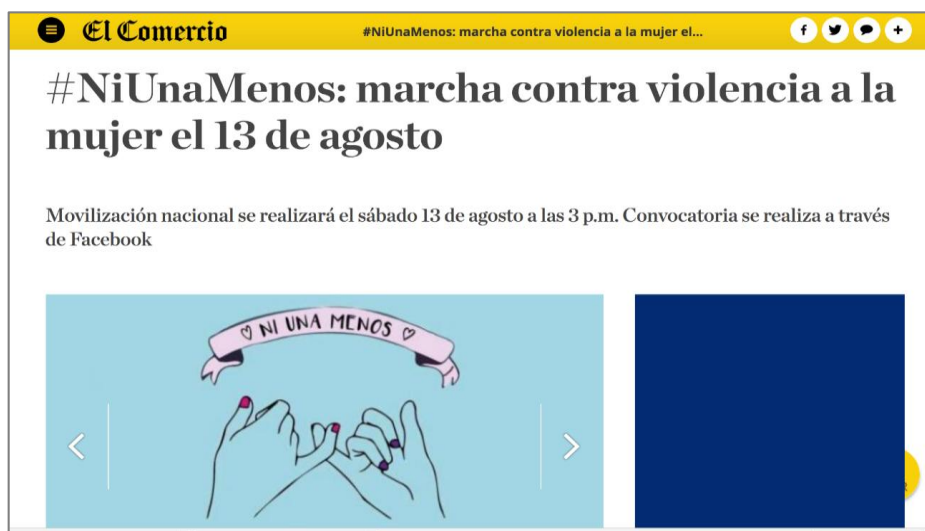 El Comercio
#NiUnaMenos: marcha contra violencia a la mujer el...
#NiUnaMenos: marcha contra violencia a la
mujer el 13 de agosto
Movilización nacional se realizará el sábado 13 de agosto a las 3 p.m. Convocatoria se realiza a través
de Facebook
NI UNA MENOS